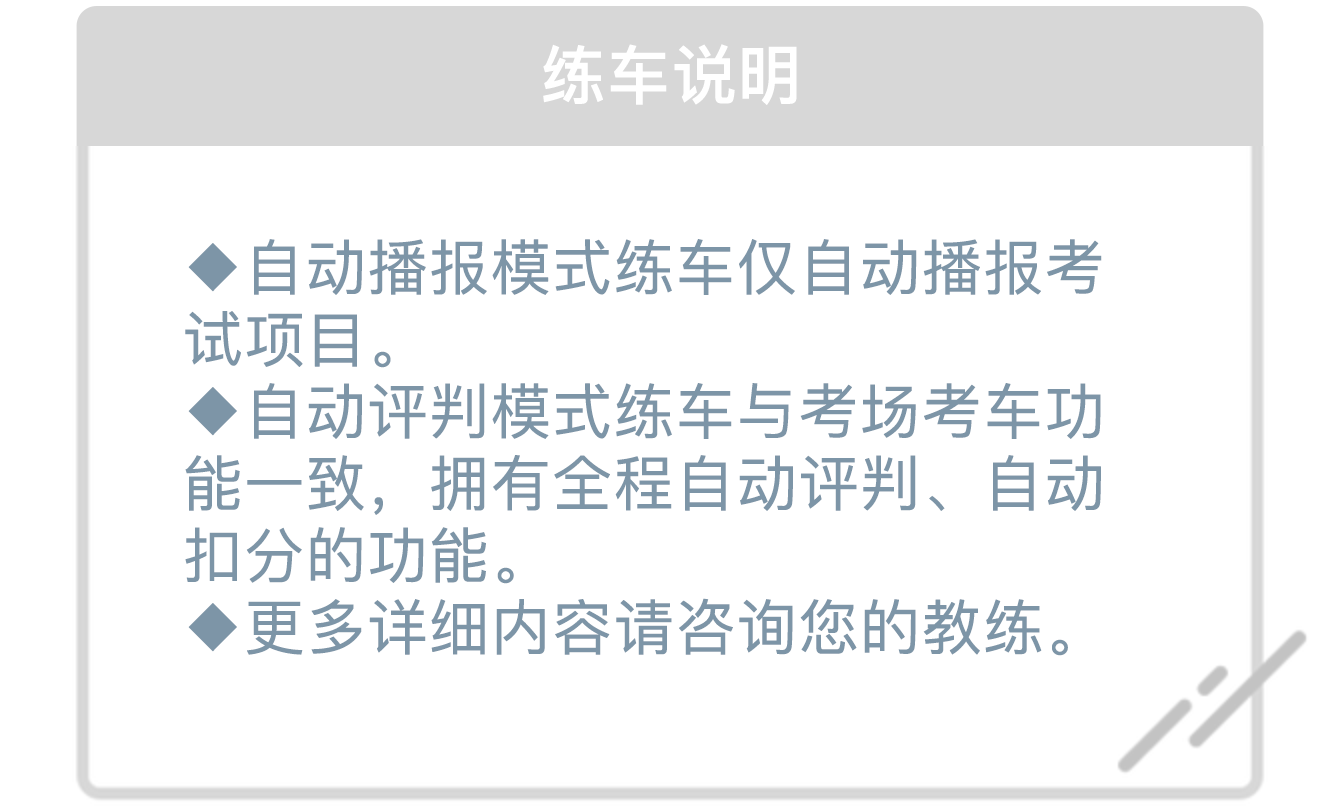 练车说明
◆自动播报模式练车仅自动播报考
试项目。
◆自动评判模式练车与考场考车功
能一致，拥有全程自动评判、自动
扣分的功能。
◆更多详细内容请咨询您的教练。